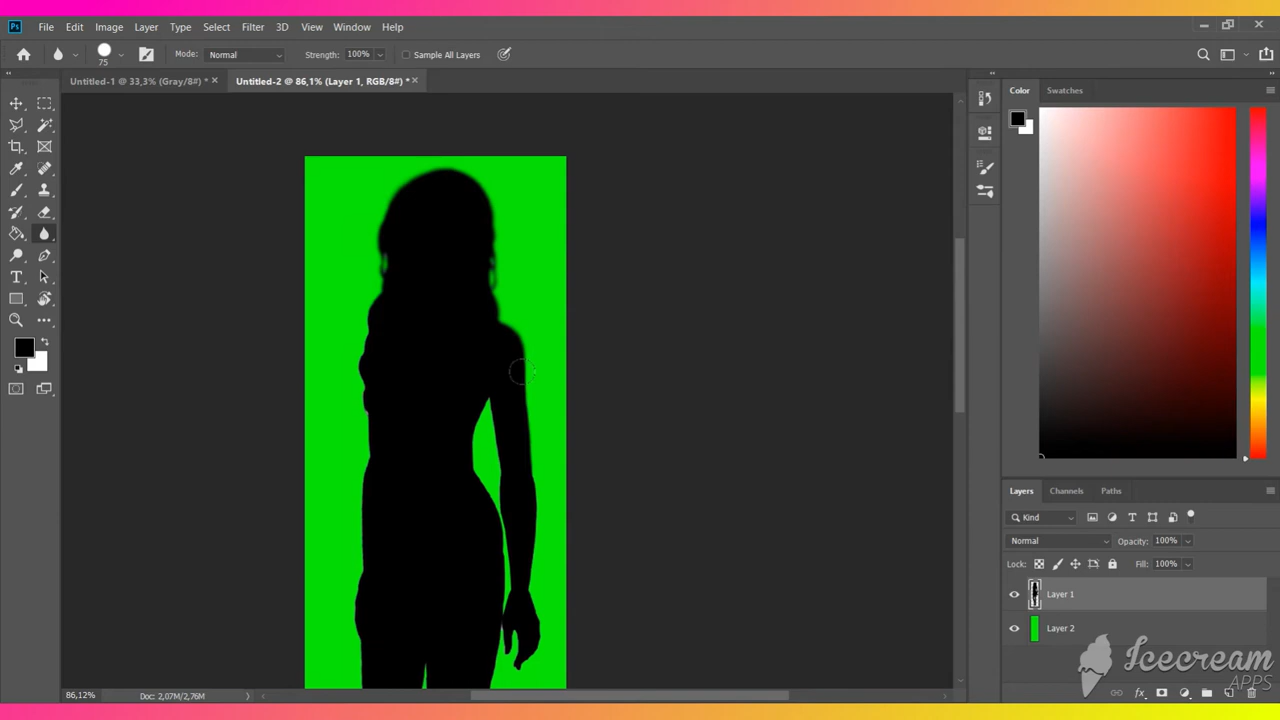 Ps File Edit Image Layer Type Select Filter 3D View Window Help
75 Mode: Normal Strength: 100% Sample All Layers
Untitled-1 @ 33,3% (Gray/8#) * × Untitled-2 @ 86,1% (Layer 1, RGB/8#) * ×
Color Swatches
Layers Channels Paths
Kind
Normal Opacity: 100%
Lock: Fill: 100%
Layer 1
Layer 2
Icecream
APPS
fx
86,12% Doc: 2,07M/2,76M